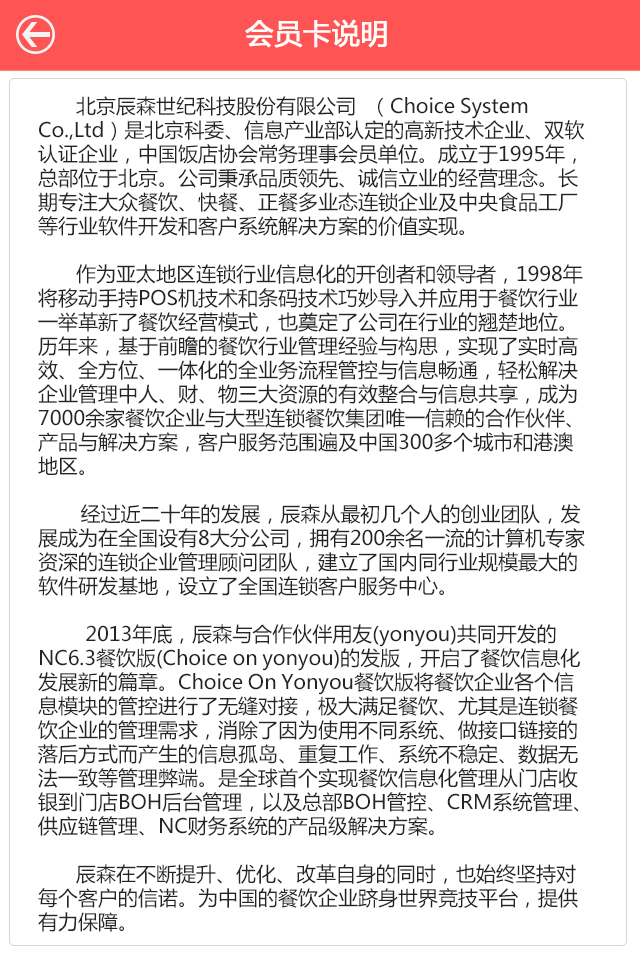 会员卡说明
北京辰森世纪科技股份有限公司 （Choice System
Co.,Ltd）是北京科委、信息产业部认定的高新技术企业、双软
认证企业，中国饭店协会常务理事会员单位。成立于1995年，
总部位于北京。公司秉承品质领先、诚信立业的经营理念。长
期专注大众餐饮、快餐、正餐多业态连锁企业及中央食品工厂
等行业软件开发和客户系统解决方案的价值实现。
作为亚太地区连锁行业信息化的开创者和领导者，1998年
将移动手持POS机技术和条码技术巧妙导入并应用于餐饮行业
一举革新了餐饮经营模式，也奠定了公司在行业的翘楚地位。
历年来，基于前瞻的餐饮行业管理经验与构思，实现了实时高
效、全方位、一体化的全业务流程管控与信息畅通，轻松解决
企业管理中人、财、物三大资源的有效整合与信息共享，成为
7000余家餐饮企业与大型连锁餐饮集团唯一信赖的合作伙伴、
产品与解决方案，客户服务范围遍及中国300多个城市和港澳
地区。
经过近二十年的发展，辰森从最初几个人的创业团队，发
展成为在全国设有8大分公司，拥有200余名一流的计算机专家
资深的连锁企业管理顾问团队，建立了国内同行业规模最大的
软件研发基地，设立了全国连锁客户服务中心。
2013年底，辰森与合作伙伴用友(yonyou)共同开发的
NC6.3餐饮版(Choice on yonyou)的发版，开启了餐饮信息化
发展新的篇章。Choice On Yonyou餐饮版将餐饮企业各个信
息模块的管控进行了无缝对接，极大满足餐饮、尤其是连锁餐
饮企业的管理需求，消除了因为使用不同系统、做接口链接的
落后方式而产生的信息孤岛、重复工作、系统不稳定、数据无
法一致等管理弊端。是全球首个实现餐饮信息化管理从门店收
银到门店BOH后台管理，以及总部BOH管控、CRM系统管理、
供应链管理、NC财务系统的产品级解决方案。
辰森在不断提升、优化、改革自身的同时，也始终坚持对
每个客户的信诺。为中国的餐饮企业跻身世界竞技平台，提供
有力保障。